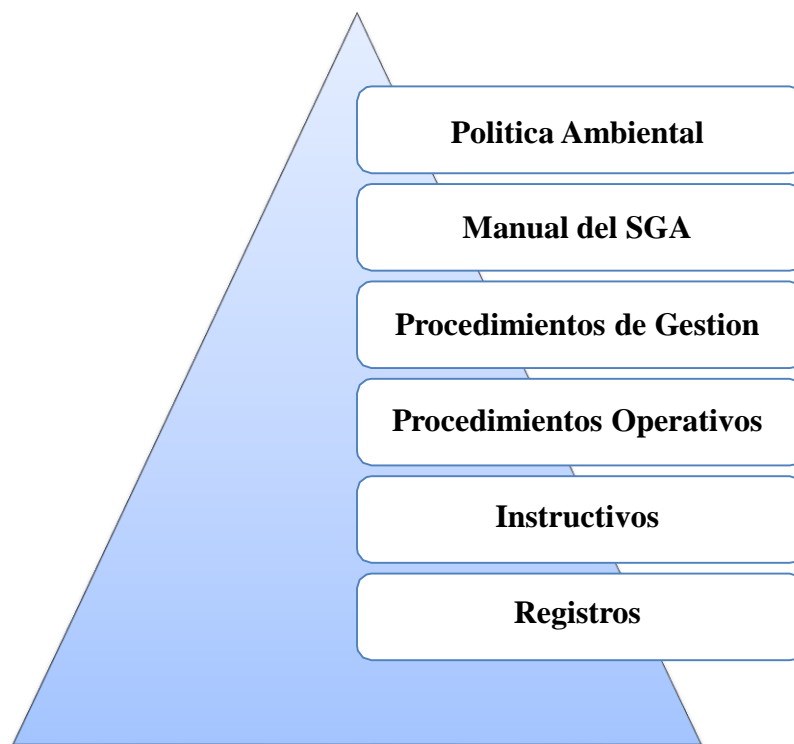 Politica Ambiental
Manual del SGA
Procedimientos de Gestion
Procedimientos Operativos
Instructivos
Registros